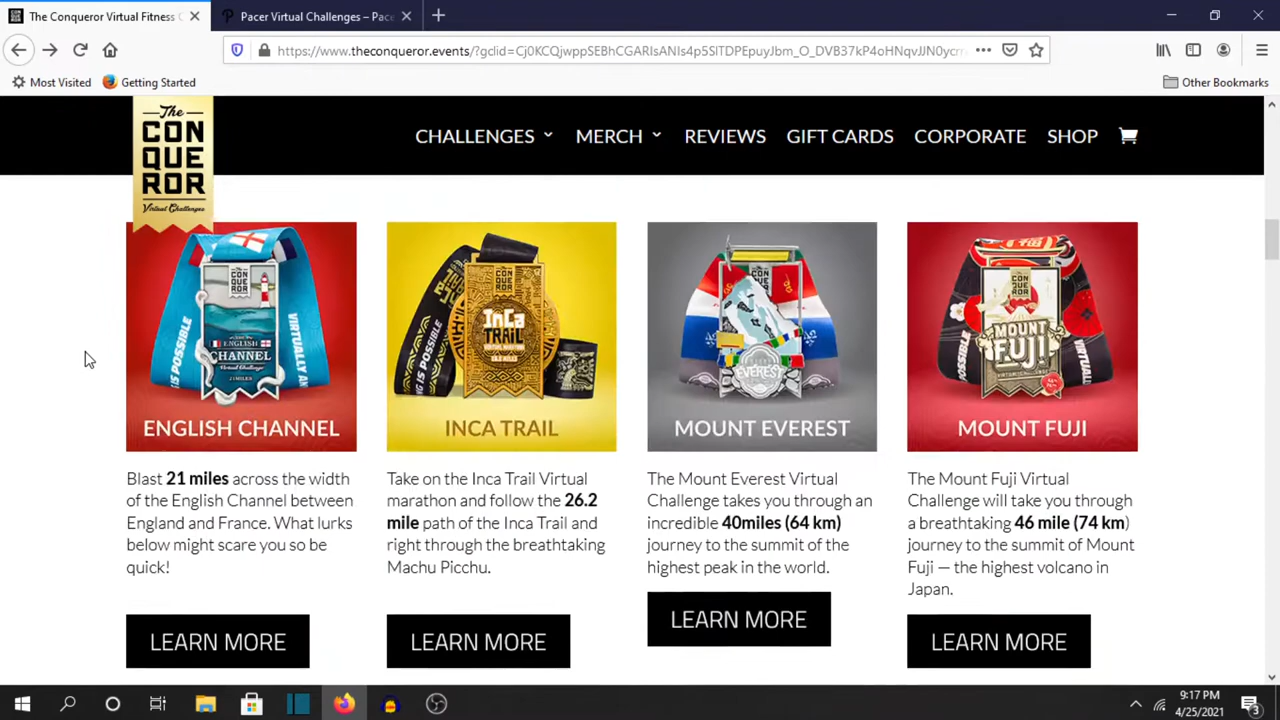 The Conqueror Virtual Fitness C
Pacer Virtual Challenges – Pace
https://www.theconqueror.events/?gclid=Cj0KCQjwppSEBhCGARIsANIs4p5SlTDPEpuyJbm_O_DVB37kP4oHNqvJJN0ycrr
Most Visited
Getting Started
Other Bookmarks
The
CON
QUE
ROR
Virtual Challenges
CHALLENGES
MERCH
REVIEWS
GIFT CARDS
CORPORATE
SHOP
ENGLISH CHANNEL
INCA TRAIL
MOUNT EVEREST
MOUNT FUJI
Blast 21 miles across the width
of the English Channel between
England and France. What lurks
below might scare you so be
quick!
LEARN MORE
Take on the Inca Trail Virtual
marathon and follow the 26.2
mile path of the Inca Trail and
right through the breathtaking
Machu Picchu.
LEARN MORE
The Mount Everest Virtual
Challenge takes you through an
incredible 40miles (64 km)
journey to the summit of the
highest peak in the world.
LEARN MORE
The Mount Fuji Virtual
Challenge will take you through
a breathtaking 46 mile (74 km)
journey to the summit of Mount
Fuji — the highest volcano in
Japan.
LEARN MORE
9:17 PM
4/25/2021
3